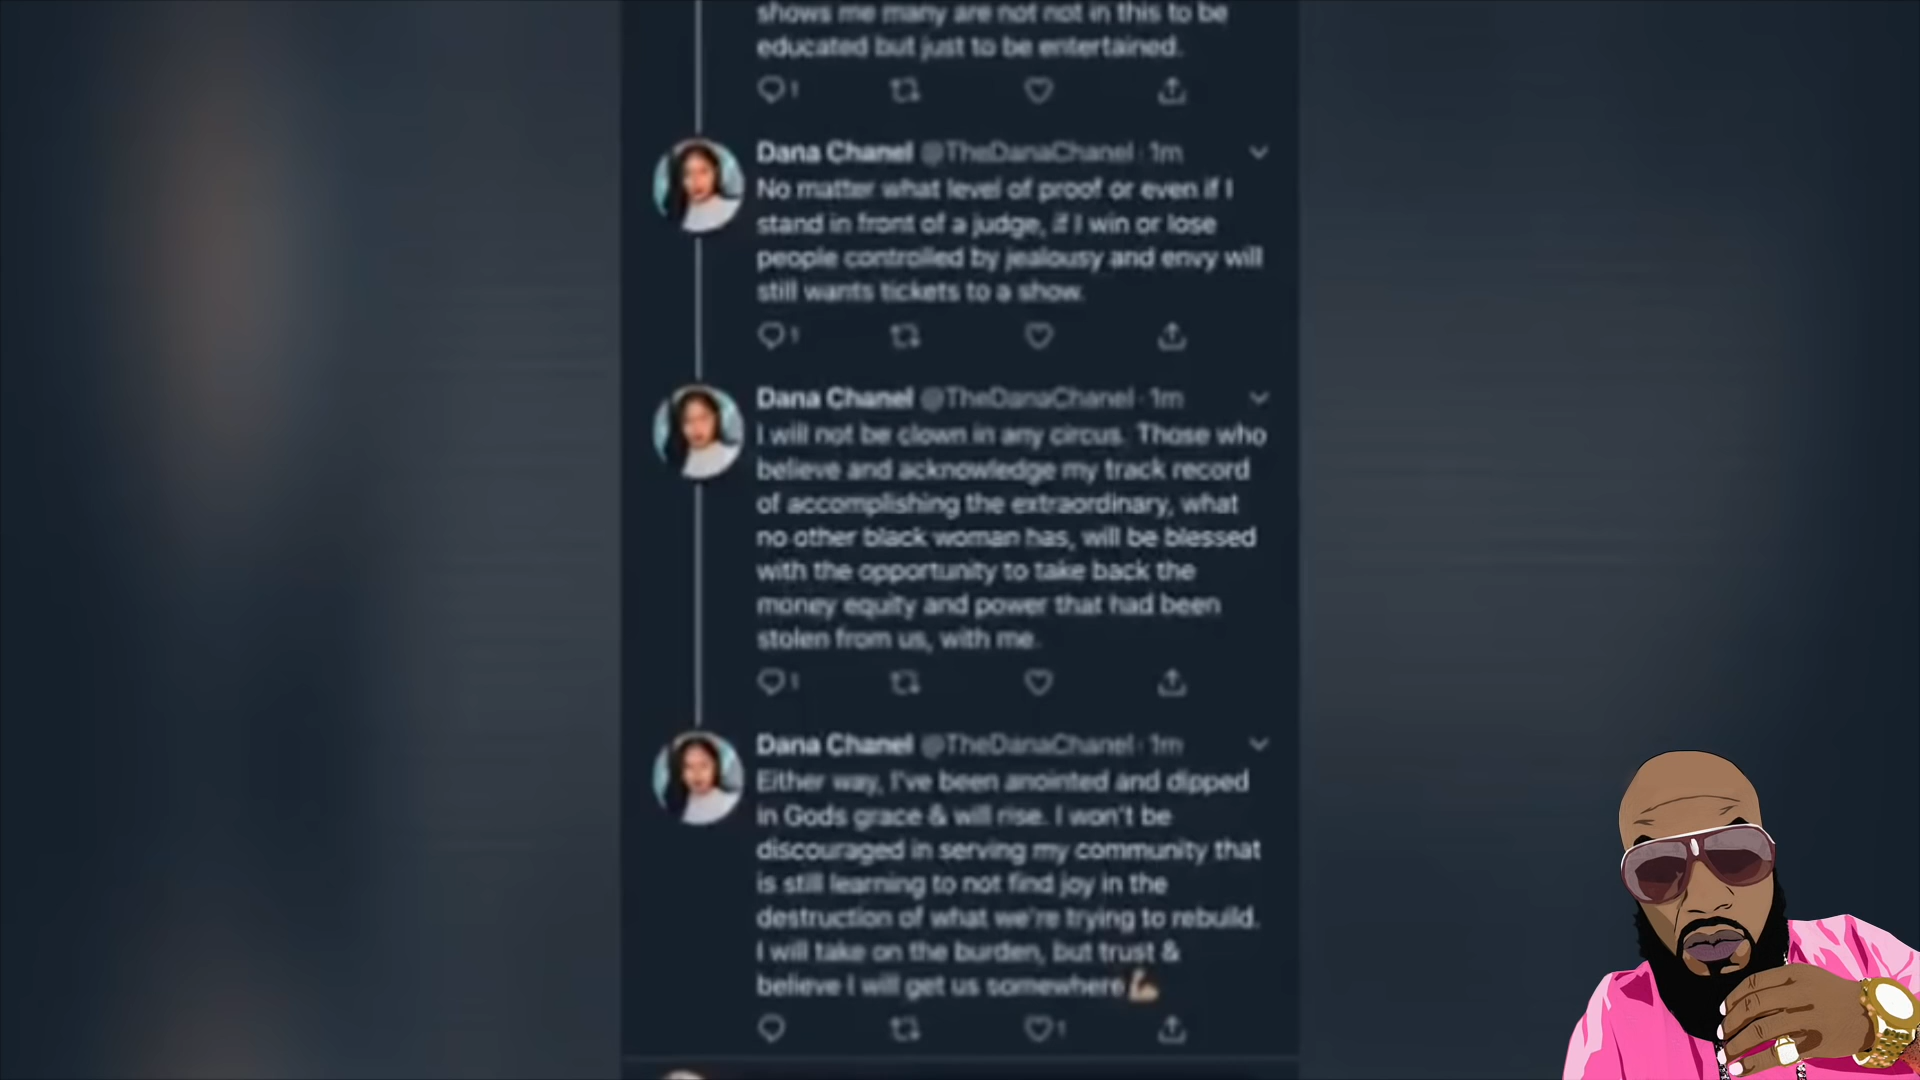 shows me many are not not in this to be
educated but just to be entertained.
1
Dana Chanel @TheDanaChanel · 1m
No matter what level of proof or even if I
stand in front of a judge, if I win or lose
people controlled by jealousy and envy will
still wants tickets to a show.
1
Dana Chanel @TheDanaChanel · 1m
I will not be clown in any circus. Those who
believe and acknowledge my track record
of accomplishing the extraordinary, what
no other black woman has, will be blessed
with the opportunity to take back the
money equity and power that had been
stolen from us, with me.
1
Dana Chanel @TheDanaChanel · 1m
Either way, I've been anointed and dipped
in Gods grace & will rise. I won't be
discouraged in serving my community that
is still learning to not find joy in the
destruction of what we're trying to rebuild.
I will take on the burden, but trust &
believe I will get us somewhere💪🏼
1